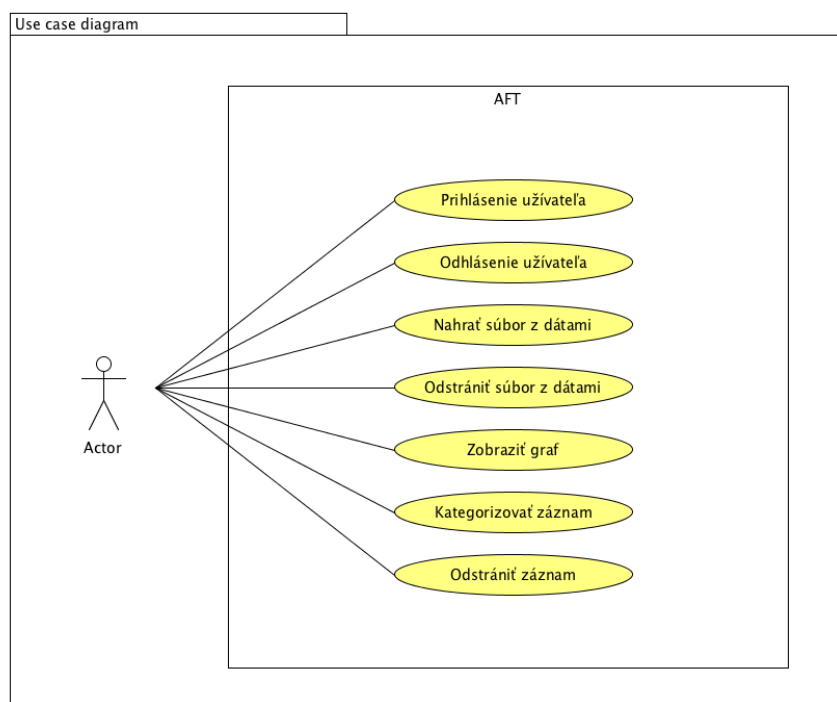 Use case diagram
AFT
Prihlásenie užívateľa
Odhlásenie užívateľa
Nahrať súbor z dátami
Odstrániť súbor z dátami
Zobraziť graf
Actor
Kategorizovať záznam
Odstrániť záznam